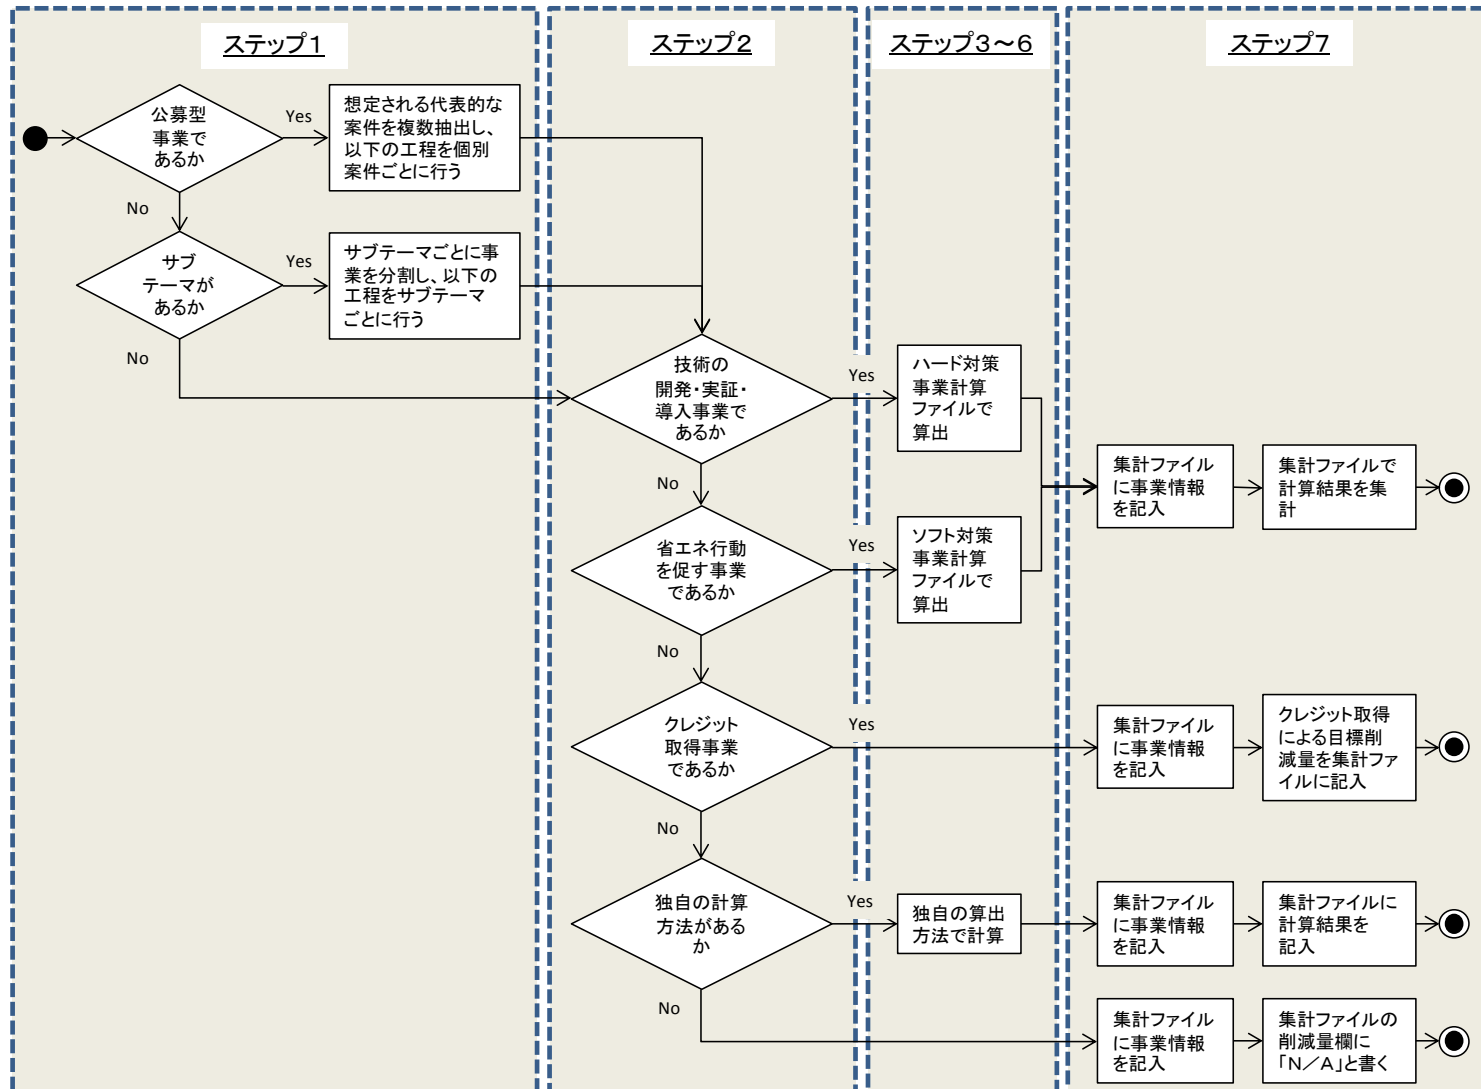 ステップ1
ステップ2
ステップ3～6
ステップ7
公募型
事業で
あるか
Yes
想定される代表的な
案件を複数抽出し、
以下の工程を個別
案件ごとに行う
No
サブ
テーマが
あるか
Yes
サブテーマごとに事
業を分割し、以下の
工程をサブテーマ
ごとに行う
No
技術の
開発・実証・
導入事業で
あるか
Yes
ハード対策
事業計算
ファイルで
算出
No
省エネ行動
を促す事業
であるか
Yes
ソフト対策
事業計算
ファイルで
算出
集計ファイル
に事業情報
を記入
集計ファイルで
計算結果を集
計
No
クレジット
取得事業
であるか
Yes
集計ファイル
に事業情報
を記入
クレジット取得
による目標削
減量を集計ファ
イルに記入
No
独自の計算
方法がある
か
Yes
独自の算出
方法で計算
集計ファイル
に事業情報
を記入
集計ファイルに
計算結果を
記入
No
集計ファイル
に事業情報
を記入
集計ファイルの
削減量欄に
「N／A」と書く